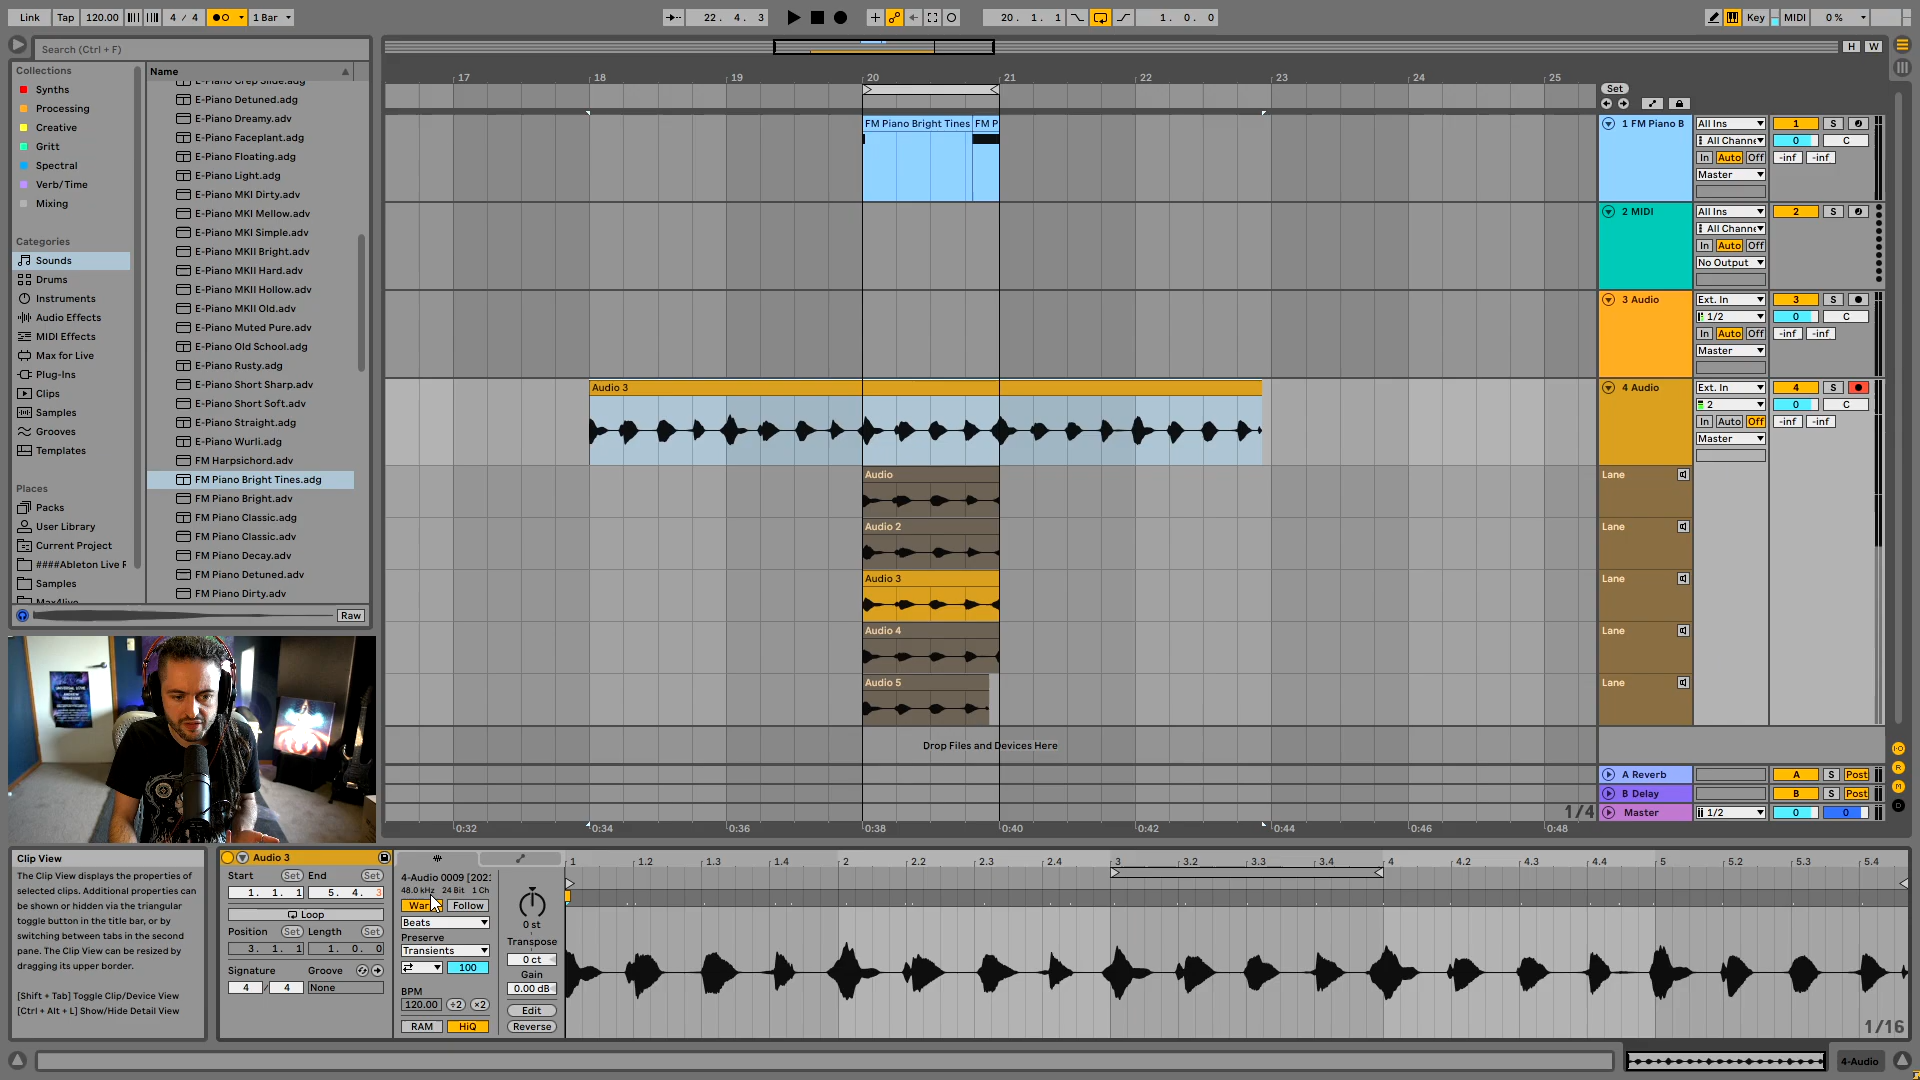 Link Tap 120.00 4 / 4 1 Bar 22. 4. 3 20. 1. 1 1. 0. 0 Key MIDI 0 %
Search (Ctrl + F)
H W
Collections
Synths
Processing
Creative
Gritt
Spectral
Verb/Time
Mixing
Categories
Sounds
Drums
Instruments
Audio Effects
MIDI Effects
Max for Live
Plug-Ins
Clips
Samples
Grooves
Templates
Places
Packs
User Library
Current Project
####Ableton Live F
Samples
Max4live
Name
E-Piano Crep Slide.adg
E-Piano Detuned.adg
E-Piano Dreamy.adv
E-Piano Faceplant.adg
E-Piano Floating.adg
E-Piano Light.adg
E-Piano MKI Dirty.adv
E-Piano MKI Mellow.adv
E-Piano MKI Simple.adv
E-Piano MKII Bright.adv
E-Piano MKII Hard.adv
E-Piano MKII Hollow.adv
E-Piano MKII Old.adv
E-Piano Muted Pure.adv
E-Piano Old School.adv
E-Piano Rusty.adg
E-Piano Short Sharp.adv
E-Piano Short Soft.adv
E-Piano Straight.adv
E-Piano Wurli.adg
FM Harpsichord.adv
FM Piano Bright Tines.adg
FM Piano Bright.adv
FM Piano Classic.adg
FM Piano Classic.adv
FM Piano Decay.adv
FM Piano Detuned.adv
FM Piano Dirty.adv
Raw
17 18 19 20 21 22 23 24 25
Set
FM Piano Bright Tines FM P
1 FM Piano B All Ins 1 S
All Channe 0 C
In Auto Off -inf -inf
Master
2 MIDI All Ins 2 S
All Channe
In Auto Off
No Output
3 Audio Ext. In 3 S
1/2 0 C
In Auto Off -inf -inf
Master
Audio 3
4 Audio Ext. In 4 S
2 0 C
In Auto Off -inf -inf
Master
Audio Lane
Audio 2 Lane
Audio 3 Lane
Audio 4 Lane
Audio 5 Lane
Drop Files and Devices Here
A Reverb A S Post
B Delay B S Post
1/4 Master 1/2 0 0
0:32 0:34 0:36 0:38 0:40 0:42 0:44 0:46 0:48
Clip View
The Clip View displays the properties of
selected clips. Additional properties can
be shown or hidden via the triangular
toggle button in the title bar, or by
switching between tabs in the second
pane. The Clip View can be resized by
dragging its upper border.
[Shift + Tab] Toggle Clip/Device View
[Ctrl + Alt + L] Show/Hide Detail View
Audio 3
Start Set End Set
1. 1. 1 5. 4. 3
Loop
Position Set Length Set
3. 1. 1 1. 0. 0
Signature Groove
4 / 4 None
4-Audio 0009 [202
48.0 kHz 24 Bit 1 Ch
War Follow
Beats
Preserve
Transients
100
BPM
120.00 ÷2 ×2
RAM HiQ
0 st
Transpose
0 ct
Gain
0.00 dB
Edit
Reverse
1 1.2 1.3 1.4 2 2.2 2.3 2.4 3 3.2 3.3 3.4 4 4.2 4.3 4.4 5 5.2 5.3 5.4
1/16
4-Audio